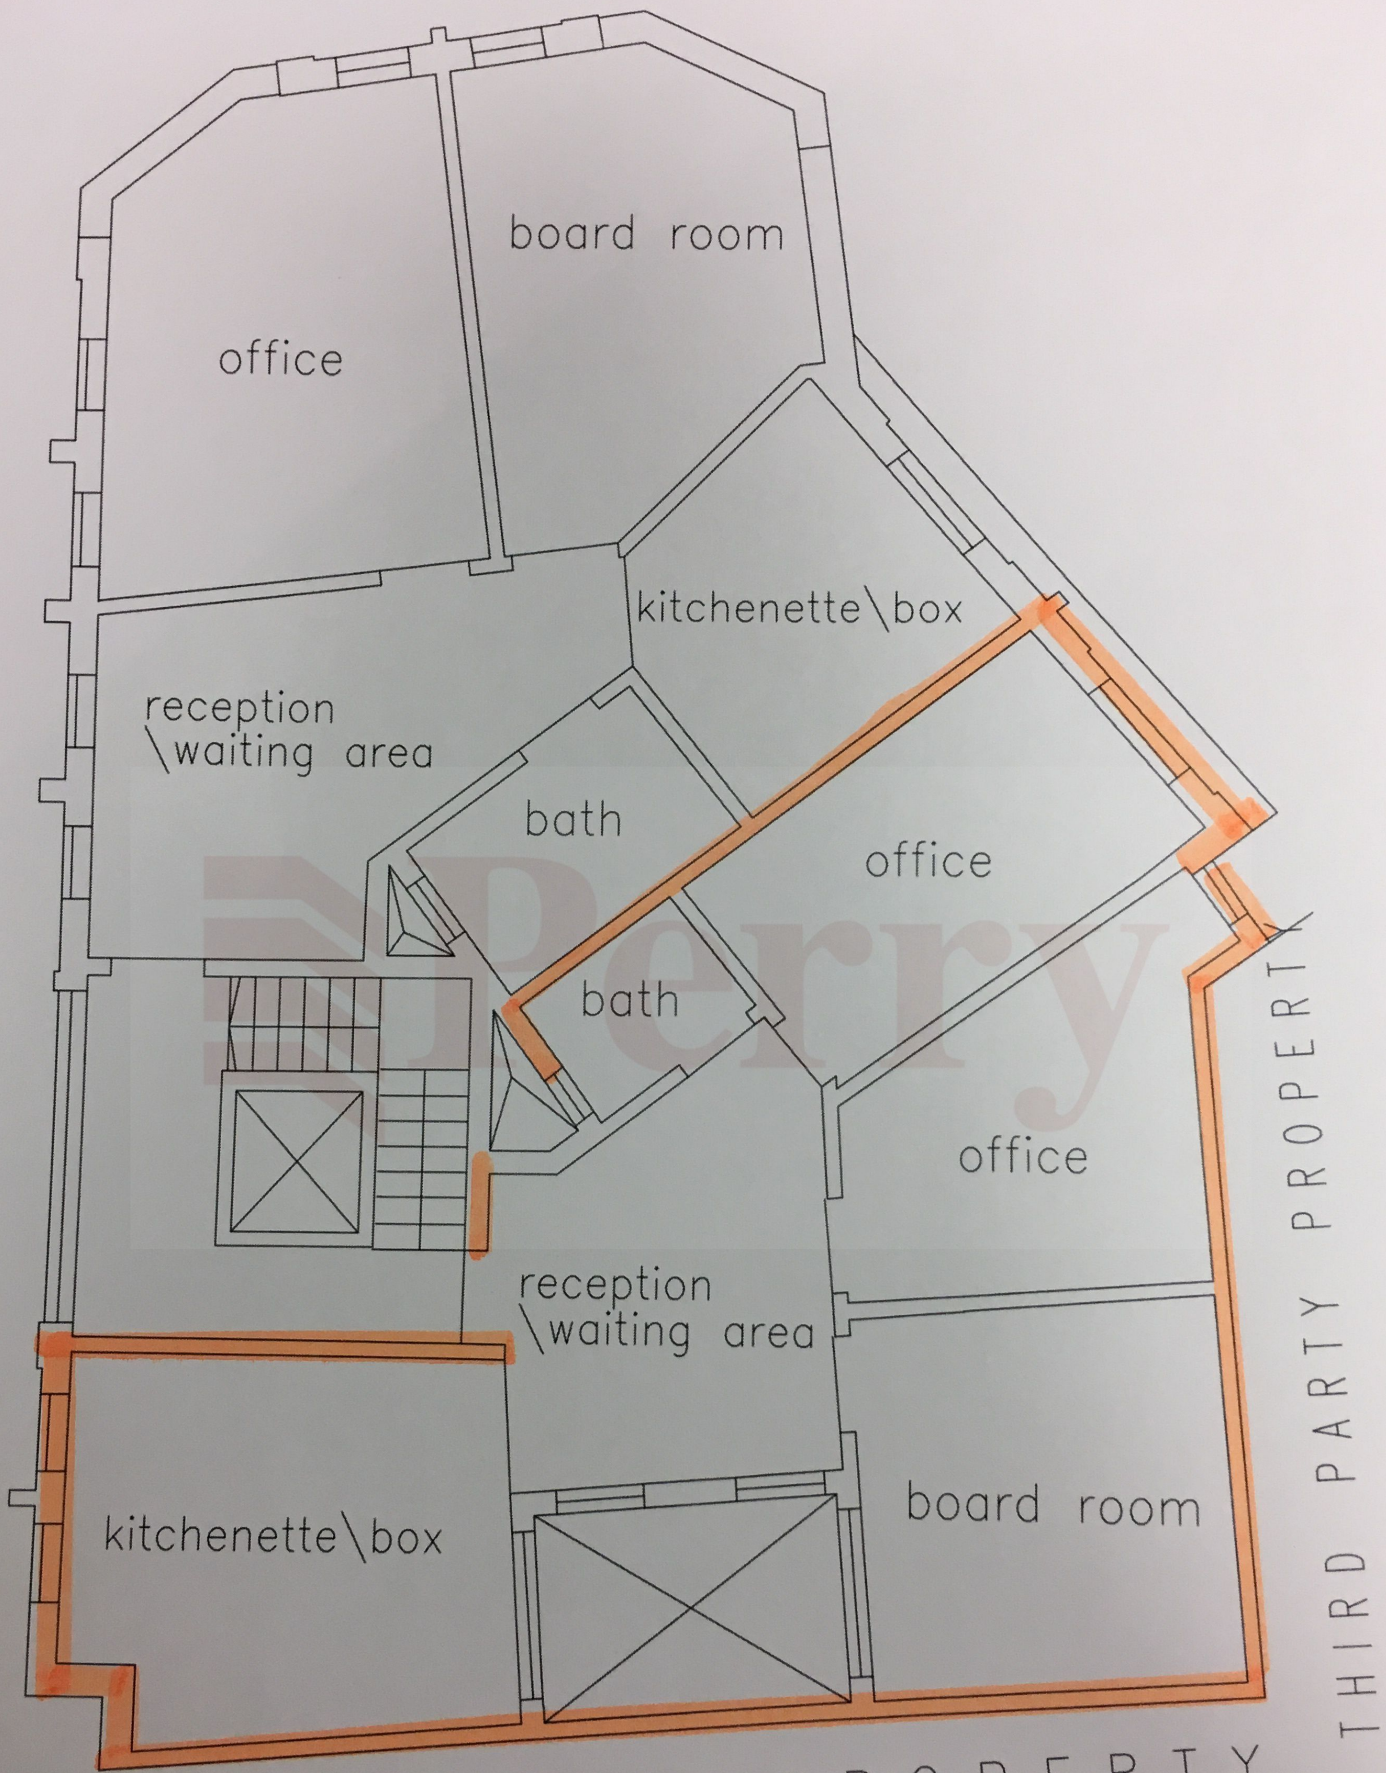 board room
office
kitchenette\box
reception
\waiting area
bath
office
Perry
bath
office
reception
\waiting area
board room
kitchenette\box
THIRD PARTY PROPERTY